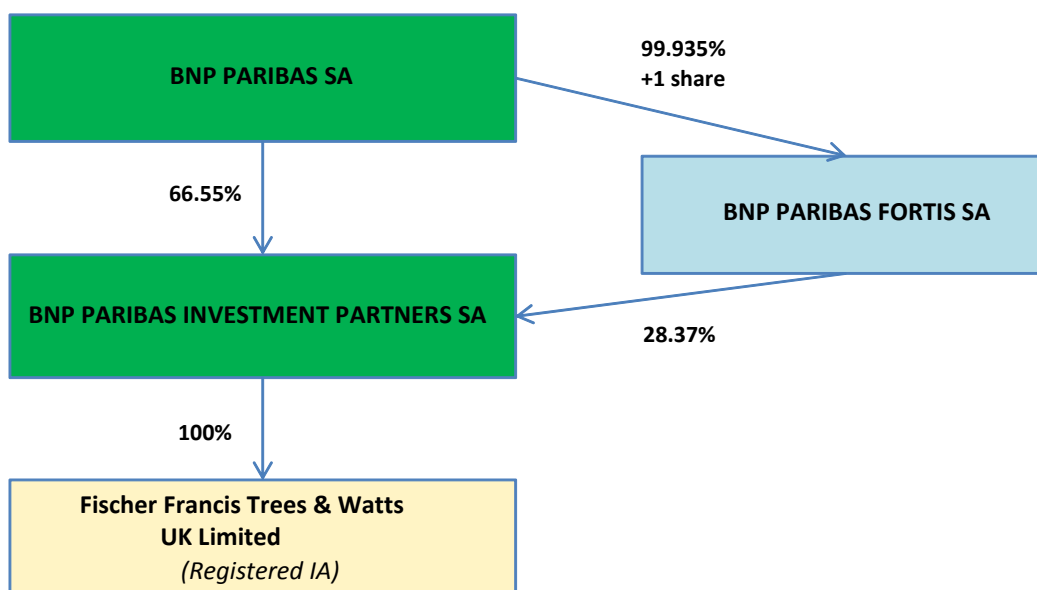 BNP PARIBAS SA
99.935%
+1 share
66.55%
BNP PARIBAS FORTIS SA
BNP PARIBAS INVESTMENT PARTNERS SA
28.37%
100%
Fischer Francis Trees & Watts
UK Limited
(Registered IA)